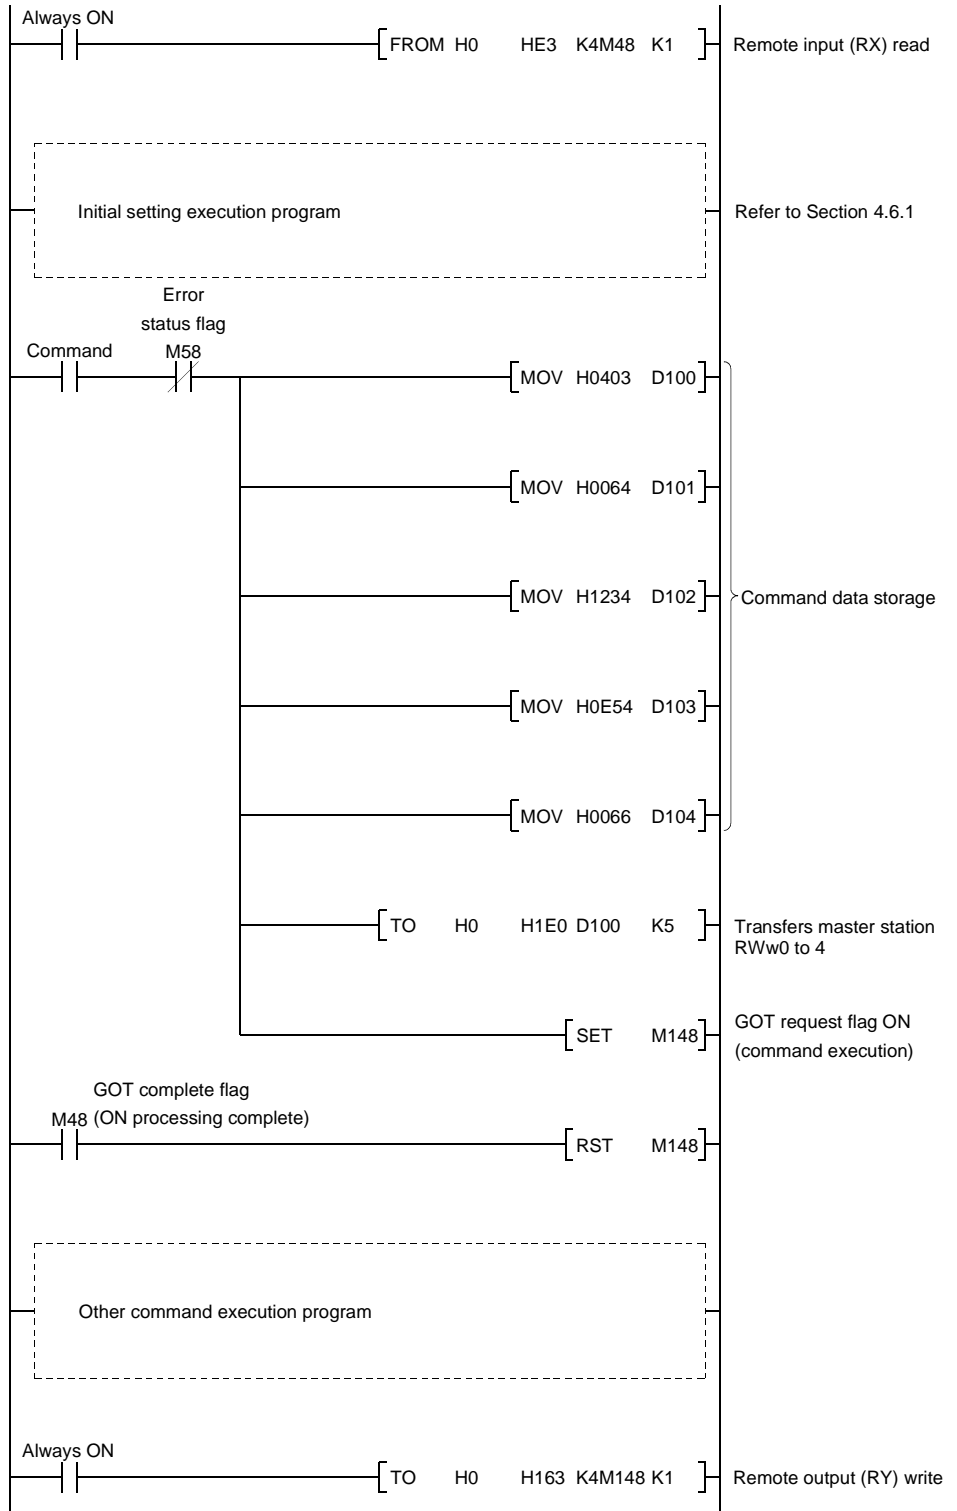 Always ON
FROM H0 HE3 K4M48 K1 Remote input (RX) read
Initial setting execution program Refer to Section 4.6.1
Error
status flag
Command M58
MOV H0403 D100
MOV H0064 D101
MOV H1234 D102 Command data storage
MOV H0E54 D103
MOV H0066 D104
TO H0 H1E0 D100 K5 Transfers master station
RWw0 to 4
SET M148 GOT request flag ON
(command execution)
GOT complete flag
M48 (ON processing complete)
RST M148
Other command execution program
Always ON
TO H0 H163 K4M148 K1 Remote output (RY) write